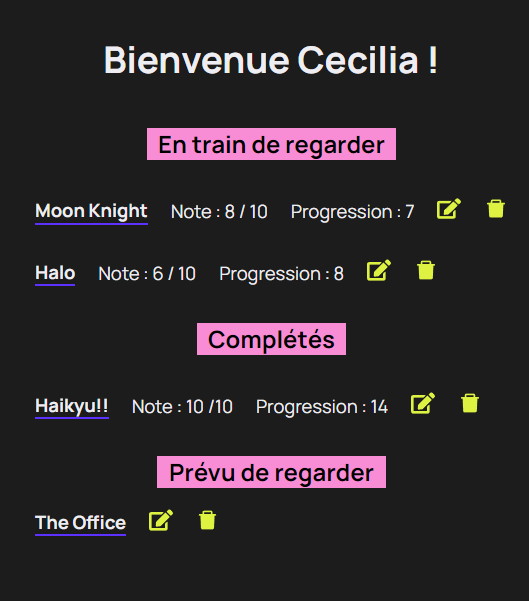 Bienvenue Cecilia !
En train de regarder
Moon Knight Note : 8 / 10 Progression : 7
Halo Note : 6 / 10 Progression : 8
Complétés
Haikyu!! Note : 10 /10 Progression : 14
Prévu de regarder
The Office